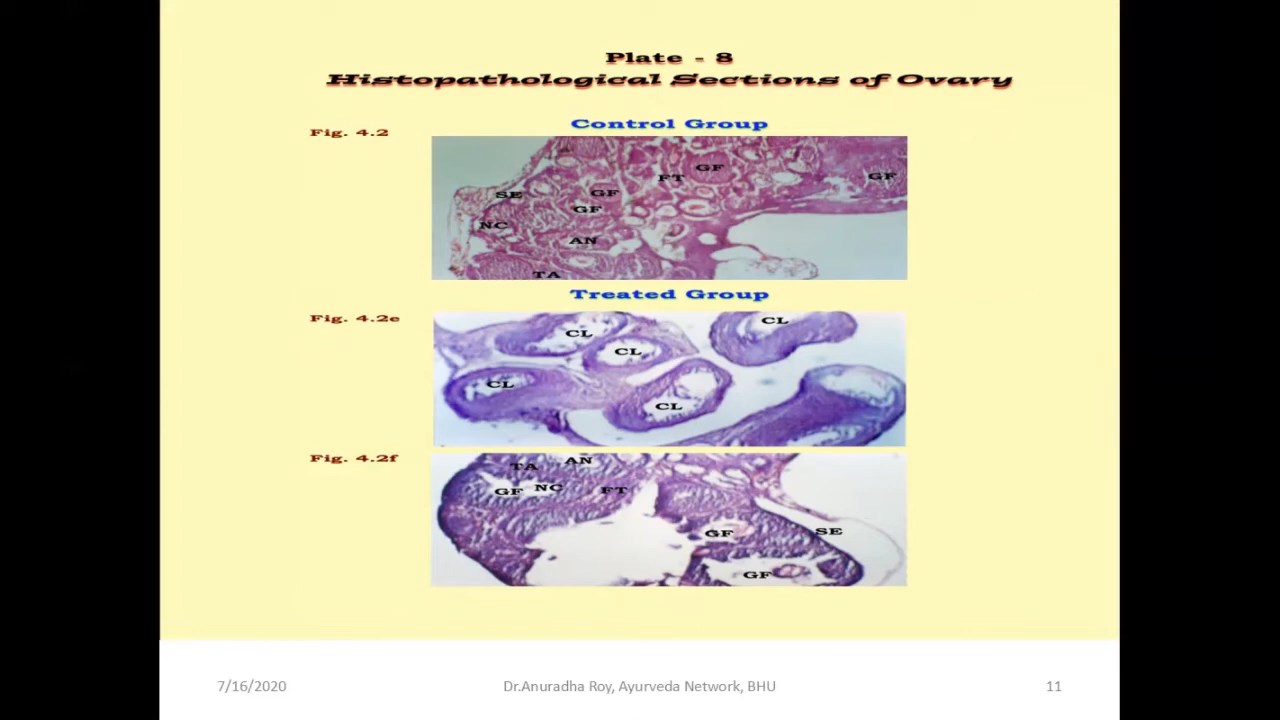 Plate - 8
Histopathological Sections of Ovary
Control Group
Fig. 4.2
GF
FT
GF
SE
GF
GF
NC
AN
TA
Treated Group
Fig. 4.2e
CL
CL
CL
CL
CL
Fig. 4.2f
TA AN
GF NC FT
GF
SE
GF
7/16/2020 Dr.Anuradha Roy, Ayurveda Network, BHU 11